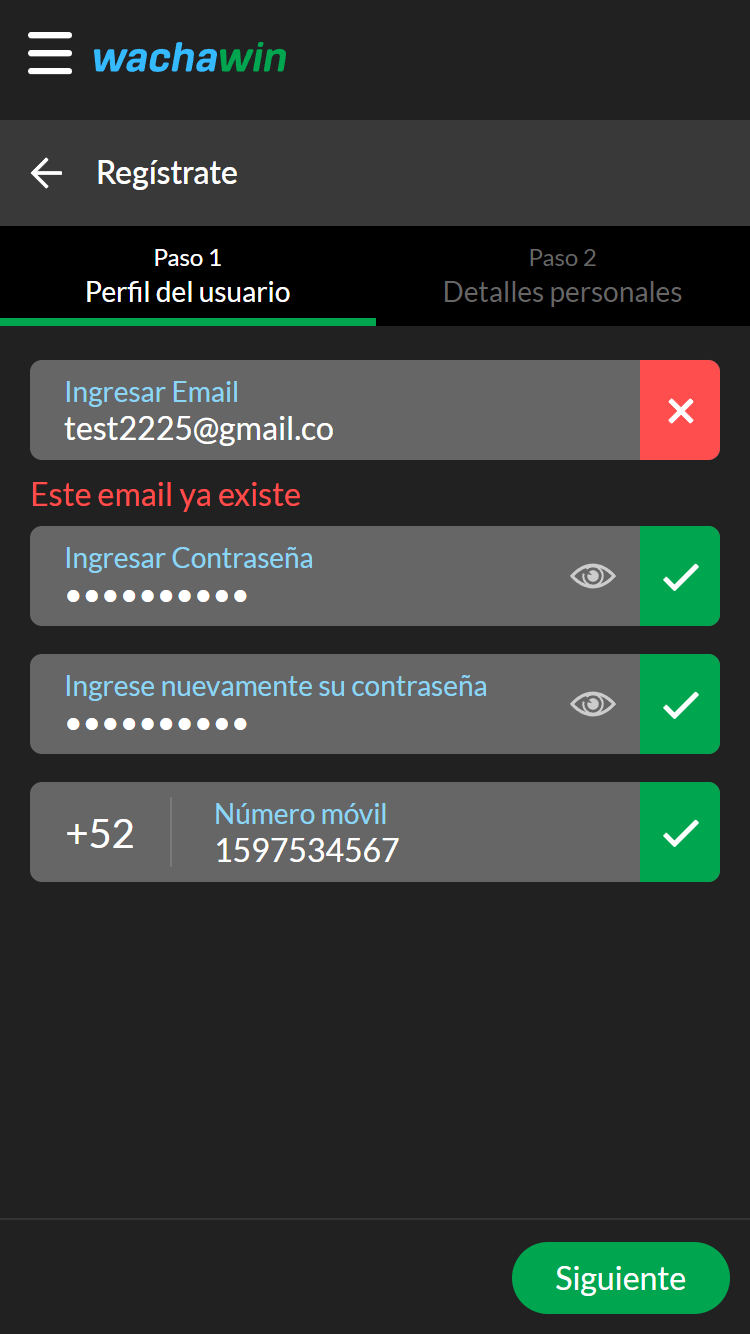 wachawin
Regístrate
Paso 1
Perfil del usuario
Paso 2
Detalles personales
Ingresar Email
test2225@gmail.co
Este email ya existe
Ingresar Contraseña
••••••••••
Ingrese nuevamente su contraseña
••••••••••
+52
Número móvil
1597534567
Siguiente